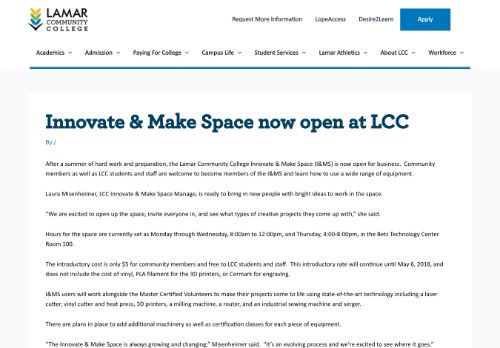 LAMAR
COMMUNITY
COLLEGE
Request More Information LopeAccess Desire2Learn Apply
Academics Admission Paying For College Campus Life Student Services Lamar Athletics About LCC Workforce
Innovate & Make Space now open at LCC
By /
After a summer of hard work and preparation, the Lamar Community College Innovate & Make Space (I&MS) is now open for business. Community
members as well as LCC students and staff are welcome to become members of the I&MS and learn how to use a wide range of equipment.
Laura Misenheimer, LCC Innovate & Make Space Manage, is ready to bring in new people with bright ideas to work in the space.
“We are excited to open up the space, invite everyone in, and see what types of creative projects they come up with,” she said.
Hours for the space are currently set as Monday through Wednesday, 8:00am to 12:00pm, and Thursday, 4:00-8:00pm, in the Betz Technology Center
Room 100.
The introductory cost is only $5 for community members and free to LCC students and staff. This introductory rate will continue until May 6, 2018, and
does not include the cost of vinyl, PLA filament for the 3D printers, or Cermark for engraving.
I&MS users will work alongside the Master Certified Volunteers to make their projects come to life using state-of-the-art technology including a laser
cutter, vinyl cutter and heat press, 3D printers, a milling machine, a router, and an industrial sewing machine and serger.
There are plans in place to add additional machinery as well as certification classes for each piece of equipment.
“The Innovate & Make Space is always growing and changing,” Misenheimer said. “It’s an evolving process and we’re excited to see where it goes.”